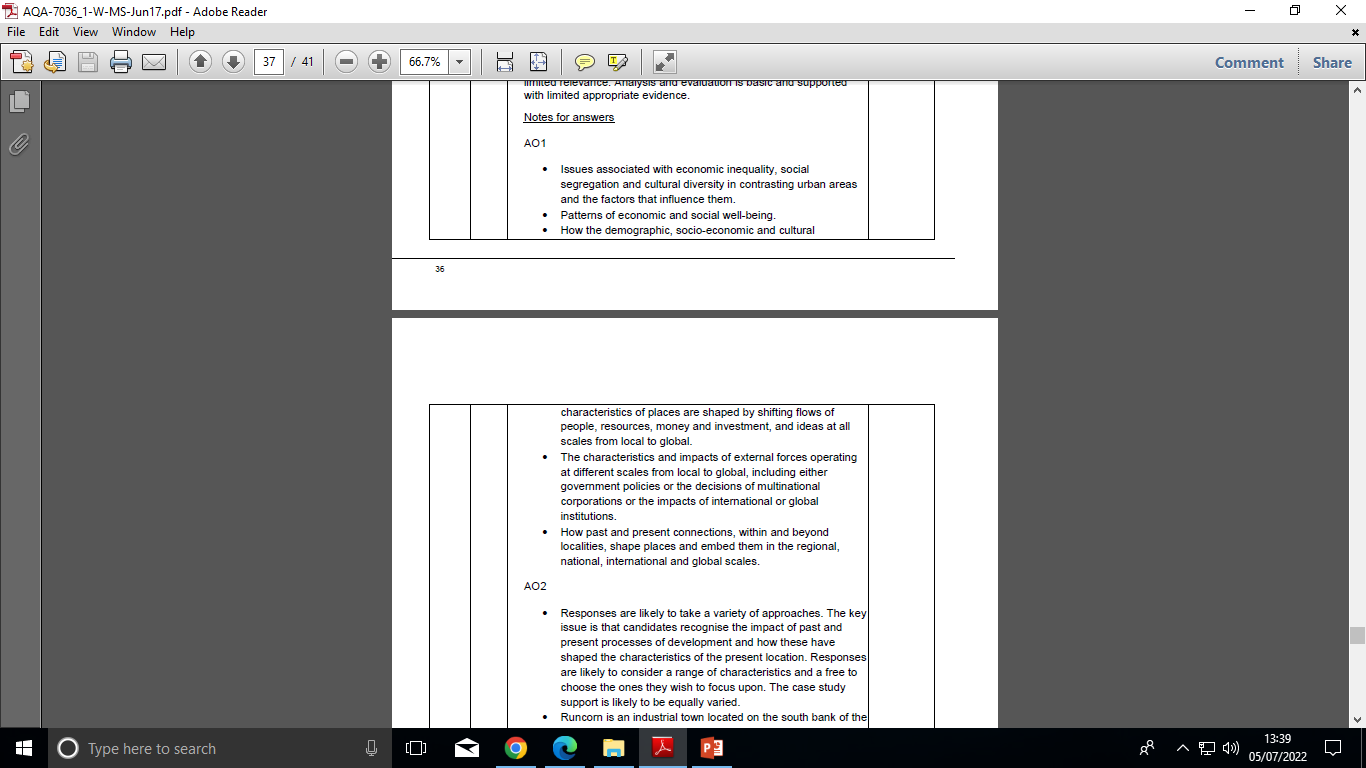 AQA-7036_1-W-MS-Jun17.pdf - Adobe Reader
File Edit View Window Help
37 / 41 66.7% Comment Share
limited relevance. Analysis and evaluation is basic and supported
with limited appropriate evidence.
Notes for answers
AO1
• Issues associated with economic inequality, social
segregation and cultural diversity in contrasting urban areas
and the factors that influence them.
• Patterns of economic and social well-being.
• How the demographic, socio-economic and cultural
36
characteristics of places are shaped by shifting flows of
people, resources, money and investment, and ideas at all
scales from local to global.
• The characteristics and impacts of external forces operating
at different scales from local to global, including either
government policies or the decisions of multinational
corporations or the impacts of international or global
institutions.
• How past and present connections, within and beyond
localities, shape places and embed them in the regional,
national, international and global scales.
AO2
• Responses are likely to take a variety of approaches. The key
issue is that candidates recognise the impact of past and
present processes of development and how these have
shaped the characteristics of the present location. Responses
are likely to consider a range of characteristics and a free to
choose the ones they wish to focus upon. The case study
support is likely to be equally varied.
• Runcorn is an industrial town located on the south bank of the
Type here to search
13:39
05/07/2022